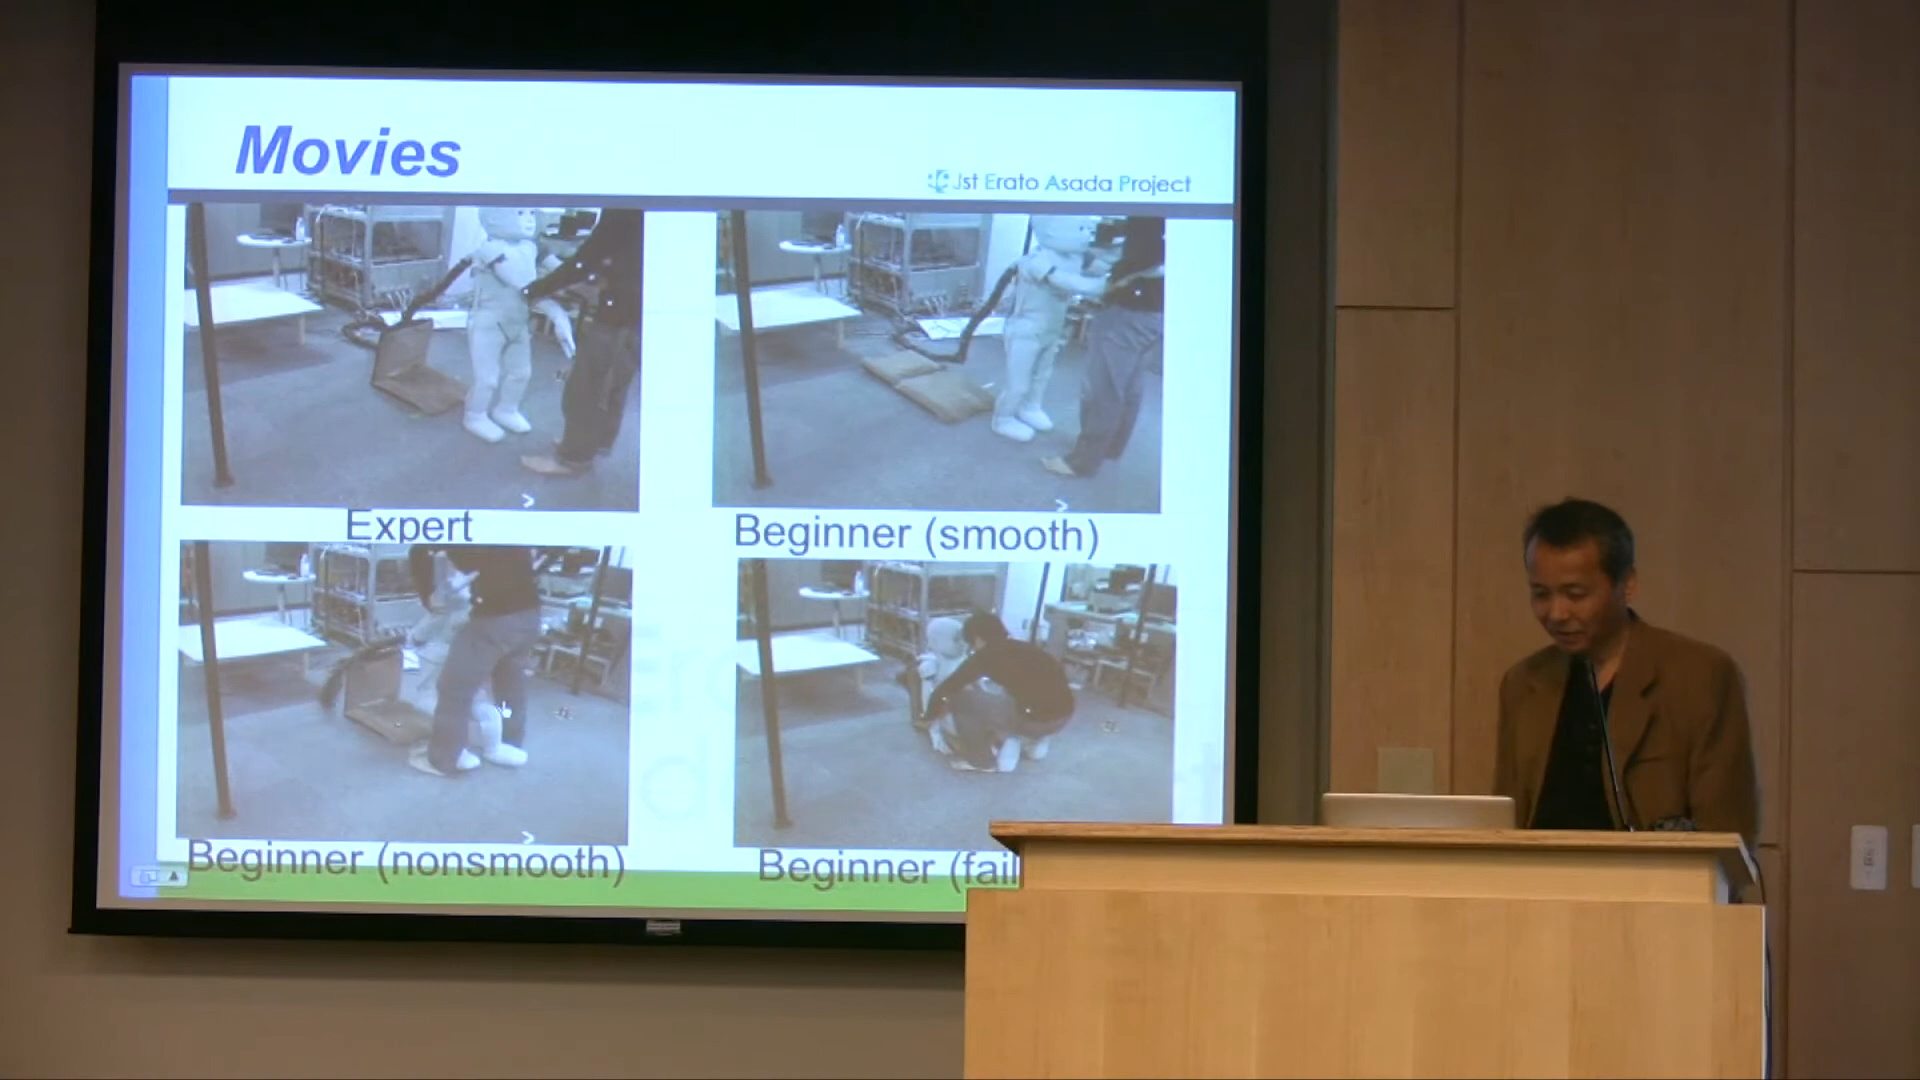 Movies
Jst Erato Asada Project
Expert
Beginner (smooth)
Beginner (nonsmooth)
Beginner (fail